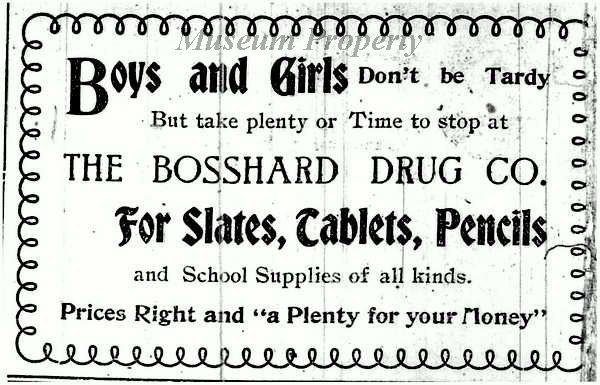 Museum Property
Boys and Girls Don't be Tardy
But take plenty or Time to stop at
THE BOSSHARD DRUG CO.
For Slates, Tablets, Pencils
and School Supplies of all kinds.
Prices Right and "a Plenty for your Money"